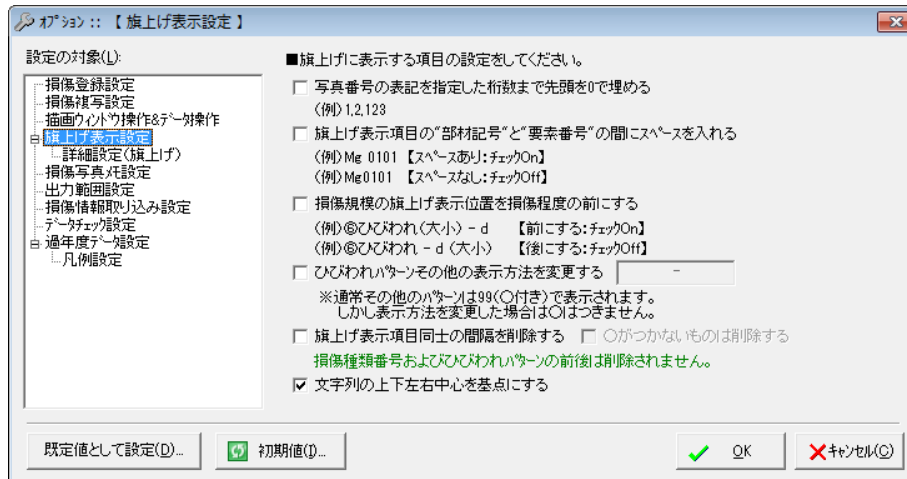 ｵﾌﾟｼｮﾝ :: 【 旗上げ表示設定 】
設定の対象(L):
損傷登録設定
損傷複写設定
描画ｳｨﾝﾄﾞｳ操作&ﾃﾞｰﾀ操作
旗上げ表示設定
詳細設定(旗上げ)
損傷写真ﾒﾓ設定
出力範囲設定
損傷情報取り込み設定
ﾃﾞｰﾀﾁｪｯｸ設定
過年度ﾃﾞｰﾀ設定
凡例設定
■旗上げに表示する項目の設定をしてください。
写真番号の表記を指定した桁数まで先頭を0で埋める
(例) 1,2,123
旗上げ表示項目の“部材記号”と“要素番号”の間にｽﾍﾟｰｽを入れる
(例) Mg 0101 【ｽﾍﾟｰｽあり:ﾁｪｯｸOn】
(例) Mg0101 【ｽﾍﾟｰｽなし:ﾁｪｯｸOff】
損傷規模の旗上げ表示位置を損傷程度の前にする
(例) ⑥ひびわれ(大小) - d 【前にする:ﾁｪｯｸOn】
(例) ⑥ひびわれ - d (大小) 【後にする:ﾁｪｯｸOff】
ひびわれﾊﾟﾀｰﾝその他の表示方法を変更する -
※通常その他のﾊﾟﾀｰﾝは99(○付き)で表示されます。
しかし表示方法を変更した場合は○はつきません。
旗上げ表示項目同士の間隔を削除する ○がつかないものは削除する
損傷種類番号およびひびわれﾊﾟﾀｰﾝの前後は削除されません。
文字列の上下左右中心を基点にする
既定値として設定(D)... 初期値(I)... OK ｷｬﾝｾﾙ(C)